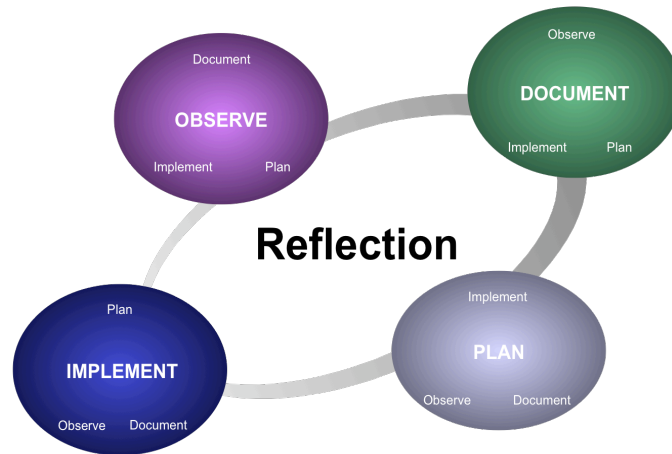 Document
OBSERVE
Implement Plan
Observe
DOCUMENT
Implement Plan
Reflection
Plan
IMPLEMENT
Observe Document
Implement
PLAN
Observe Document